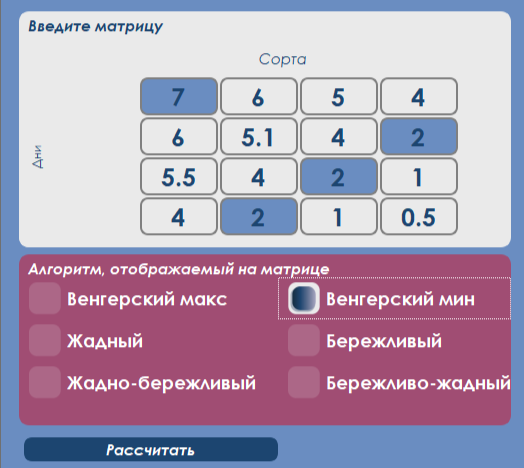 Введите матрицу
Сорта
7 6 5 4
6 5.1 4 2
Дни
5.5 4 2 1
4 2 1 0.5
Алгоритм, отображаемый на матрице
Венгерский макс Венгерский мин
Жадный Бережливый
Жадно-бережливый Бережливо-жадный
Рассчитать